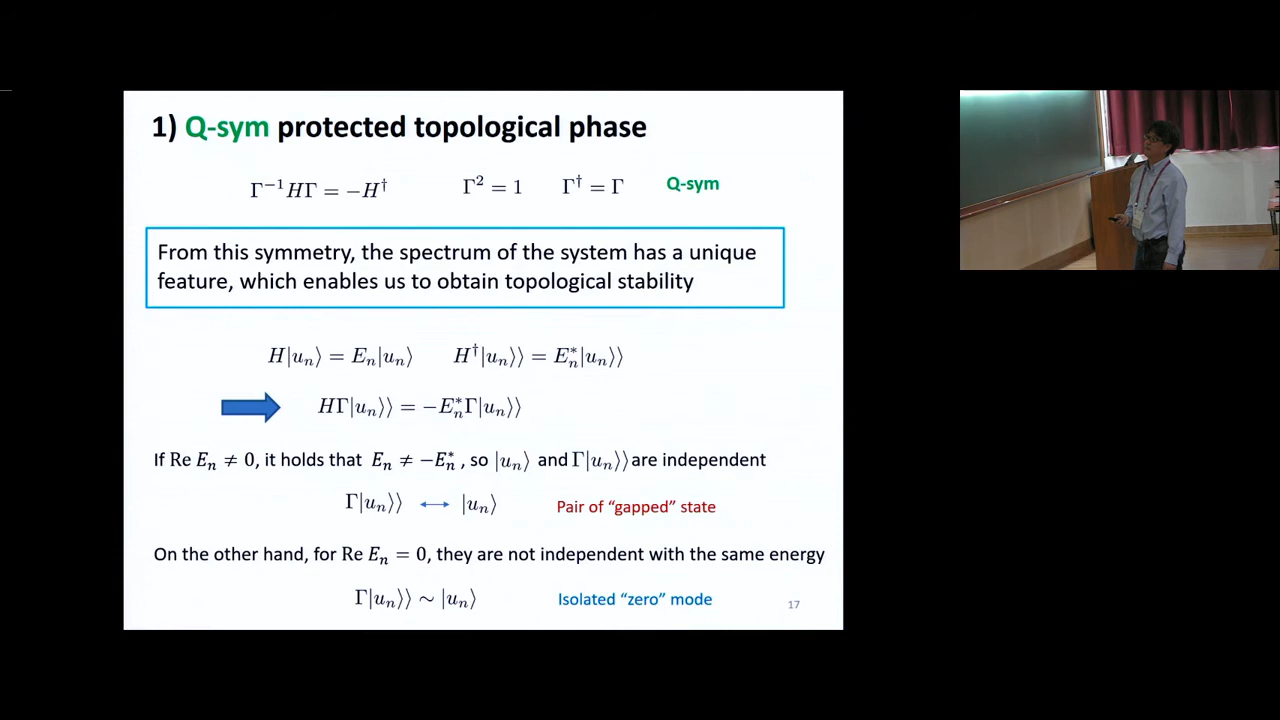 1) Q-sym protected topological phase
Γ⁻¹HΓ = −H† Γ² = 1 Γ† = Γ Q-sym
From this symmetry, the spectrum of the system has a unique
feature, which enables us to obtain topological stability
H|uₙ⟩ = Eₙ|uₙ⟩ H†|uₙ⟩⟩ = Eₙ*|uₙ⟩⟩
HΓ|uₙ⟩⟩ = −Eₙ*Γ|uₙ⟩⟩
If Re Eₙ ≠ 0, it holds that Eₙ ≠ −Eₙ*, so |uₙ⟩ and Γ|uₙ⟩⟩ are independent
Γ|uₙ⟩⟩ ↔ |uₙ⟩ Pair of “gapped” state
On the other hand, for Re Eₙ = 0, they are not independent with the same energy
Γ|uₙ⟩⟩ ~ |uₙ⟩ Isolated “zero” mode
17